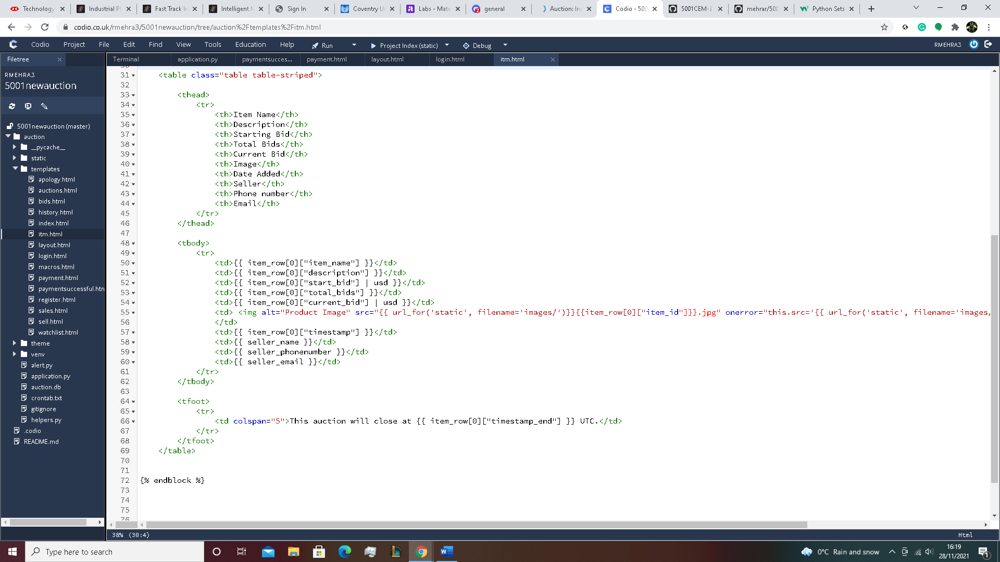 Technology
Industrial Pl
Fast Track In
Intelligent M
Sign In
Coventry U
Labs - Mate
general
Auction: In
Codio - 500
5001CEM-2
mehrar/500
Python Sets
codio.co.uk/rmehra3/5001newauction/tree/auction%2Ftemplates%2Fitm.html
Codio Project File Edit Find View Tools Education Help Run Project Index (static) Debug RMEHRA3
Filetree
Terminal application.py paymentsucces... payment.html layout.html login.html itm.html
RMEHRA3
5001newauction
5001newauction (master)
auction
__pycache__
static
templates
apology.html
auctions.html
bids.html
history.html
index.html
itm.html
layout.html
login.html
macros.html
payment.html
paymentsuccessful.htn
register.html
sales.html
sell.html
watchlist.html
theme
venv
alert.py
application.py
auction.db
crontab.txt
gitignore
helpers.py
.codio
README.md
30
31 <table class="table table-striped">
32
33 <thead>
34 <tr>
35 <th>Item Name</th>
36 <th>Description</th>
37 <th>Starting Bid</th>
38 <th>Total Bids</th>
39 <th>Current Bid</th>
40 <th>Image</th>
41 <th>Date Added</th>
42 <th>Seller</th>
43 <th>Phone number</th>
44 <th>Email</th>
45 </tr>
46 </thead>
47
48 <tbody>
49 <tr>
50 <td>{{ item_row[0]["item_name"] }}</td>
51 <td>{{ item_row[0]["description"] }}</td>
52 <td>{{ item_row[0]["start_bid"] | usd }}</td>
53 <td>{{ item_row[0]["total_bids"] }}</td>
54 <td>{{ item_row[0]["current_bid"] | usd }}</td>
55 <td> <img alt="Product Image" src="{{ url_for('static', filename='images/')}}{{item_row[0]["item_id"]}}.jpg" onerror="this.src='{{ url_for('static', filename='images/
56 </td>
57 <td>{{ item_row[0]["timestamp"] }}</td>
58 <td>{{ seller_name }}</td>
59 <td>{{ seller_phonenumber }}</td>
60 <td>{{ seller_email }}</td>
61 </tr>
62 </tbody>
63
64 <tfoot>
65 <tr>
66 <td colspan="5">This auction will close at {{ item_row[0]["timestamp_end"] }} UTC.</td>
67 </tr>
68 </tfoot>
69 </table>
70
71
72 {% endblock %}
73
74
75
76
38% (30:4)
Html
Type here to search
0°C Rain and snow
16:19
28/11/2021
1